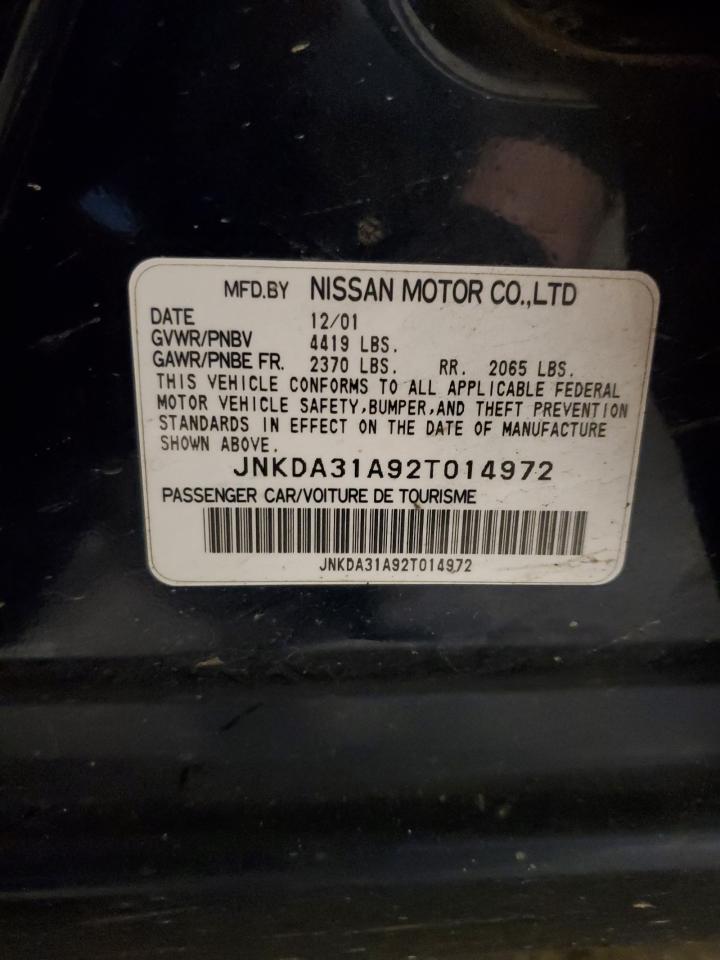 MFD.BY NISSAN MOTOR CO.,LTD
DATE 12/01
GVWR/PNBV 4419 LBS.
GAWR/PNBE FR. 2370 LBS. RR. 2065 LBS.
THIS VEHICLE CONFORMS TO ALL APPLICABLE FEDERAL
MOTOR VEHICLE SAFETY,BUMPER,AND THEFT PREVENTION
STANDARDS IN EFFECT ON THE DATE OF MANUFACTURE
SHOWN ABOVE.
JNKDA31A92T014972
PASSENGER CAR/VOITURE DE TOURISME
JNKDA31A92T014972